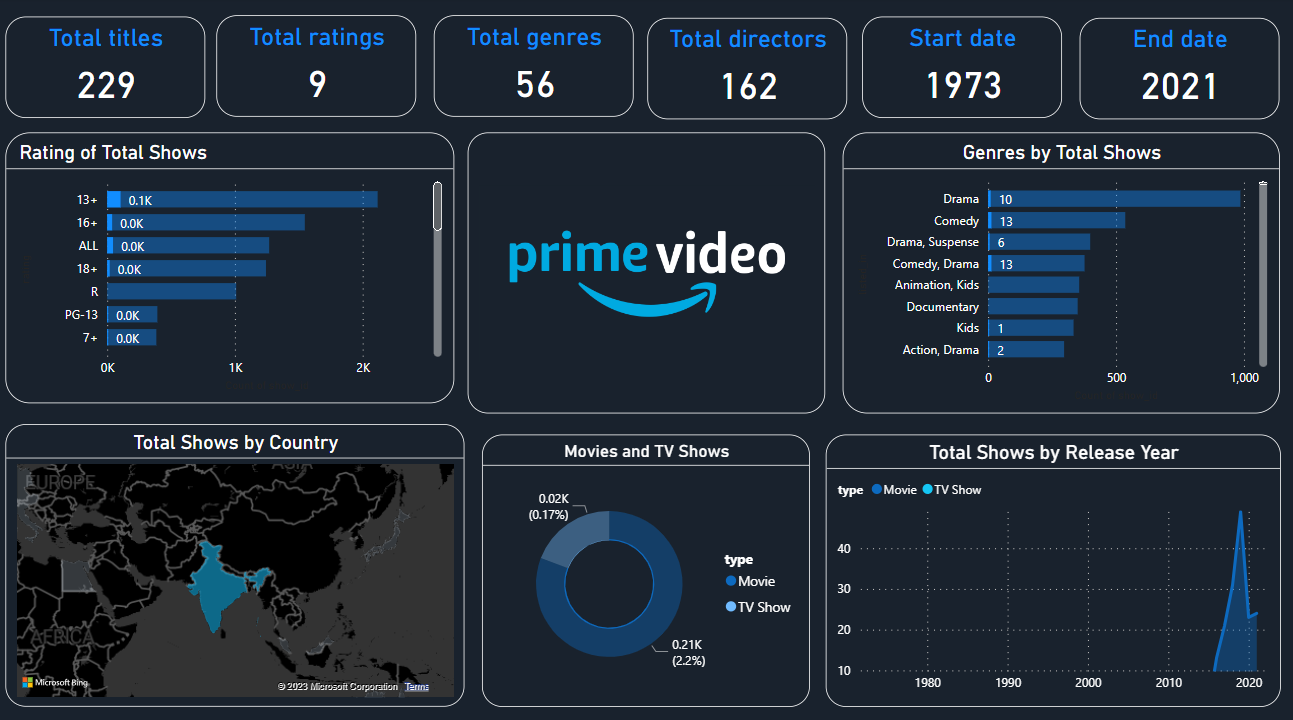 Total titles
229
Total ratings
9
Total genres
56
Total directors
162
Start date
1973
End date
2021
Rating of Total Shows
13+ 0.1K
16+ 0.0K
ALL 0.0K
18+ 0.0K
R
PG-13 0.0K
7+ 0.0K
0K 1K 2K
prime video
Genres by Total Shows
Drama 10
Comedy 13
Drama, Suspense 6
Comedy, Drama 13
Animation, Kids
Documentary
Kids 1
Action, Drama 2
0 500 1,000
Total Shows by Country
EUROPE
ASIA
AFRICA
Microsoft Bing
© 2023 Microsoft Corporation Terms
Movies and TV Shows
0.02K
(0.17%)
0.21K
(2.2%)
type
Movie
TV Show
Total Shows by Release Year
type Movie TV Show
40
30
20
10
1980 1990 2000 2010 2020